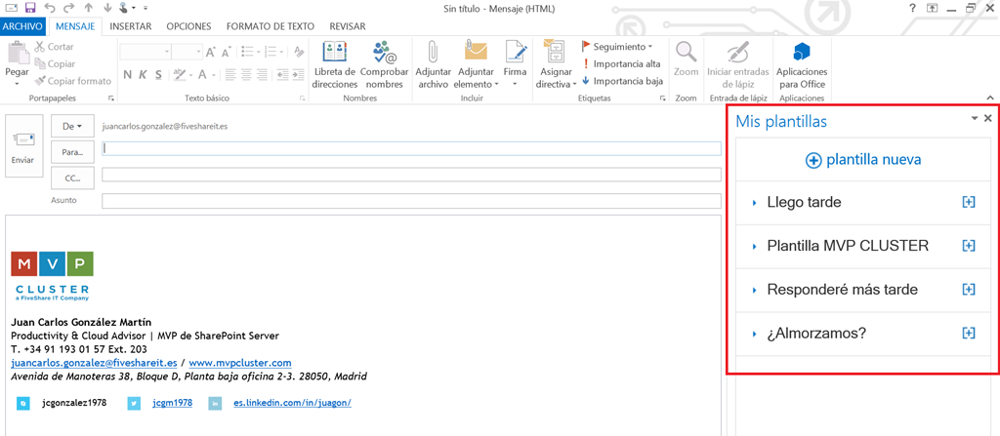 Sin título - Mensaje (HTML)
?
ARCHIVO MENSAJE INSERTAR OPCIONES FORMATO DE TEXTO REVISAR
Pegar
Cortar
Copiar
Copiar formato
Portapapeles
N K S
A A
Texto básico
Libreta de direcciones
Comprobar nombres
Nombres
Adjuntar archivo
Adjuntar elemento
Firma
Incluir
Asignar directiva
Seguimiento
Importancia alta
Importancia baja
Etiquetas
Zoom
Zoom
Iniciar entradas de lápiz
Entrada de lápiz
Aplicaciones para Office
Aplicaciones
Enviar
De
juancarlos.gonzalez@fiveshareit.es
Para...
CC...
Asunto
MVP
CLUSTER
a FiveShare IT Company
Juan Carlos González Martín
Productivity & Cloud Advisor | MVP de SharePoint Server
T. +34 91 193 01 57 Ext. 203
juancarlos.gonzalez@fiveshareit.es / www.mvpcluster.com
Avenida de Manoteras 38, Bloque D, Planta baja oficina 2-3. 28050, Madrid
jcgonzalez1978 jcgm1978 es.linkedin.com/in/juagon/
Mis plantillas
plantilla nueva
Llego tarde
Plantilla MVP CLUSTER
Responderé más tarde
¿Almorzamos?